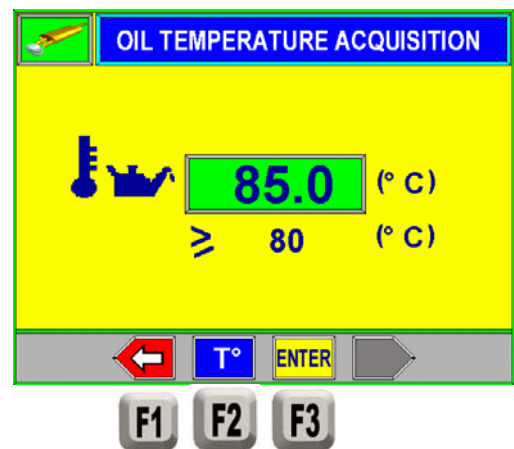 OIL TEMPERATURE ACQUISITION
85.0 (° C)
≥ 80 (° C)
T° ENTER
F1 F2 F3